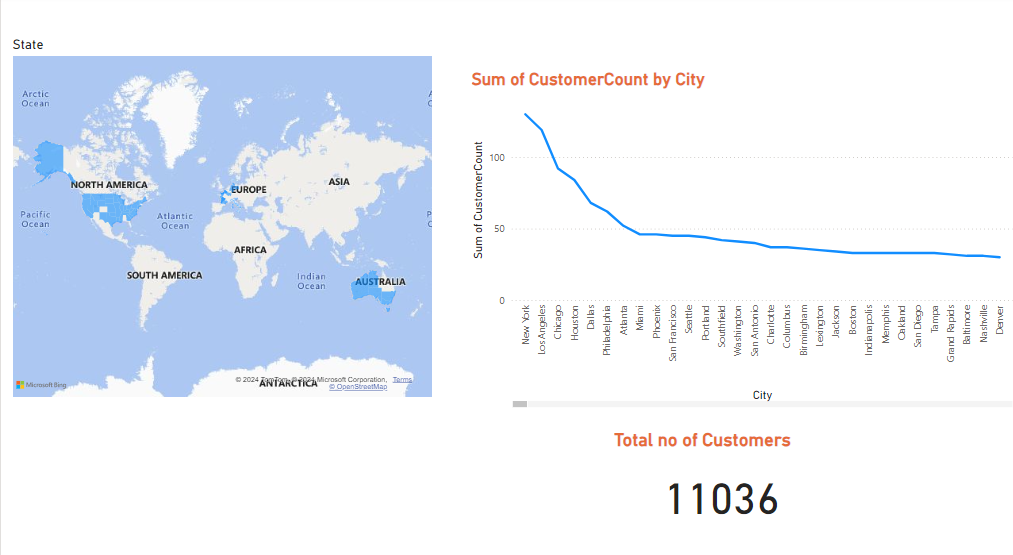 State
Arctic
Ocean
NORTH AMERICA
EUROPE
ASIA
Pacific
Ocean
Atlantic
Ocean
AFRICA
SOUTH AMERICA
Indian
Ocean
AUSTRALIA
ANTARCTICA
A
P
Microsoft Bing
© 2024 TomTom, © 2024 Microsoft Corporation, Terms
© OpenStreetMap
Sum of CustomerCount by City
Sum of CustomerCount
100
50
0
New York
Los Angeles
Chicago
Houston
Dallas
Philadelphia
Atlanta
Miami
Phoenix
San Francisco
Seattle
Portland
Southfield
Washington
San Antonio
Charlotte
Columbus
Birmingham
Lexington
Jackson
Boston
Indianapolis
Memphis
Oakland
San Diego
Tampa
Grand Rapids
Baltimore
Nashville
Denver
City
Total no of Customers
11036